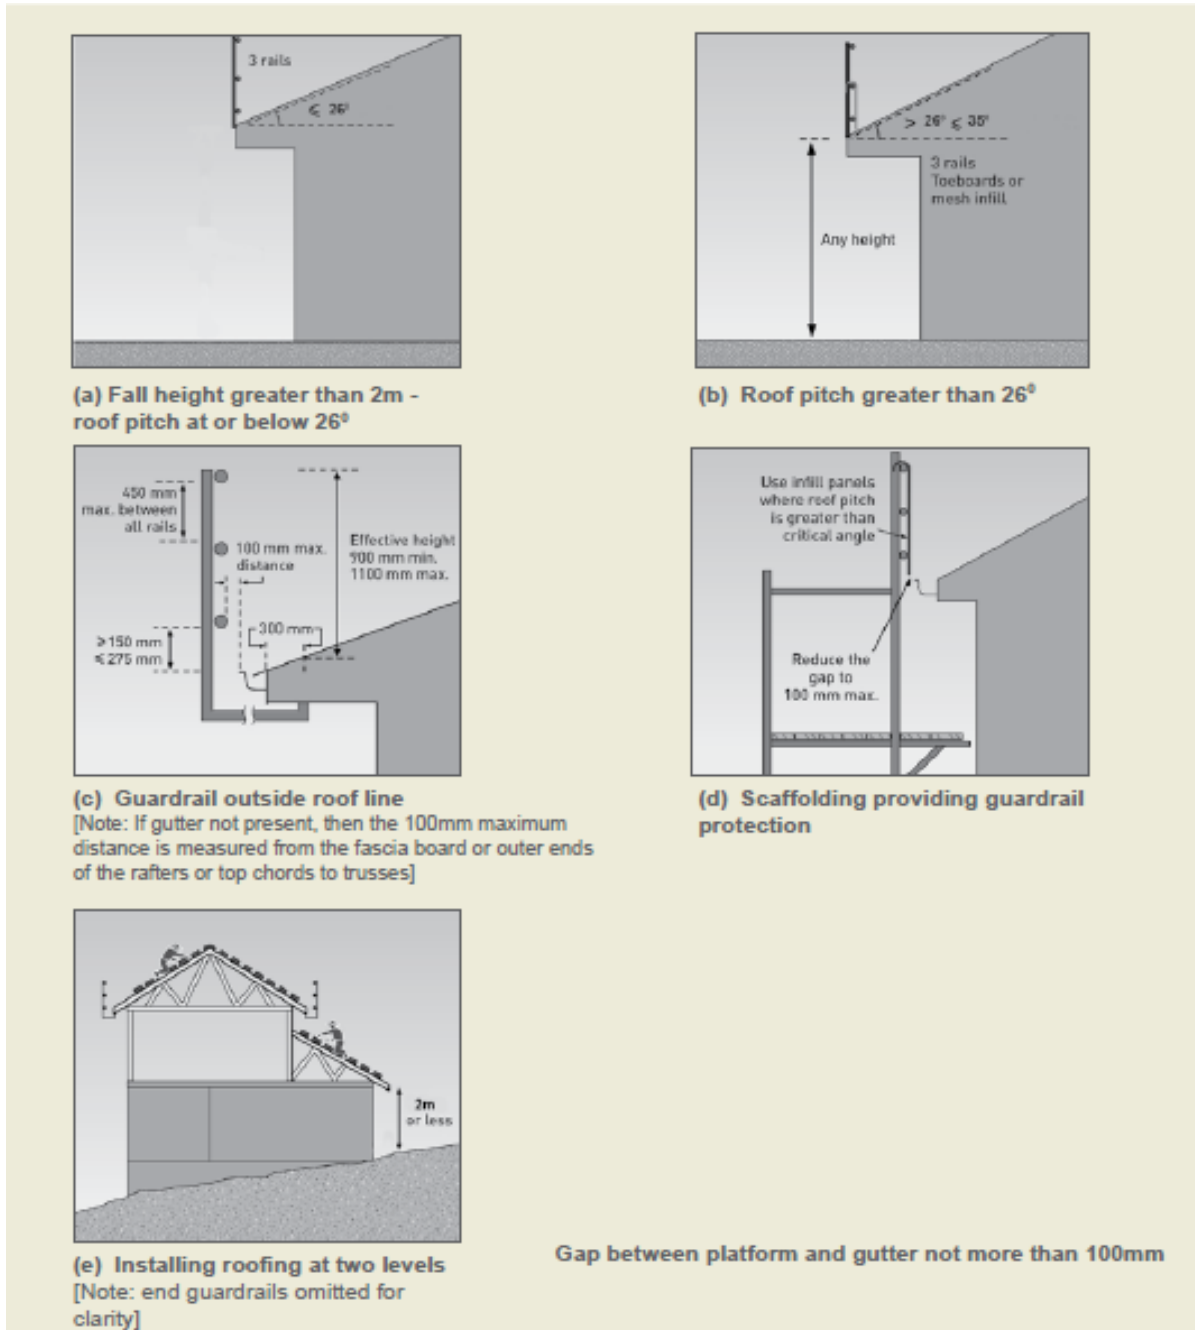 3 rails
⩽ 26°
(a) Fall height greater than 2m -
roof pitch at or below 26⁰
> 26° ⩽ 35°
3 rails
Toeboards or
mesh infill
Any height
(b) Roof pitch greater than 26⁰
450 mm
max. between
all rails
100 mm max.
distance
Effective height
900 mm min.
1100 mm max.
300 mm
⩾150 mm
⩽275 mm
(c) Guardrail outside roof line
[Note: If gutter not present, then the 100mm maximum
distance is measured from the fascia board or outer ends
of the rafters or top chords to trusses]
Use infill panels
where roof pitch
is greater than
critical angle
Reduce the
gap to
100 mm max.
(d) Scaffolding providing guardrail
protection
2m
or less
(e) Installing roofing at two levels
[Note: end guardrails omitted for
clarity]
Gap between platform and gutter not more than 100mm